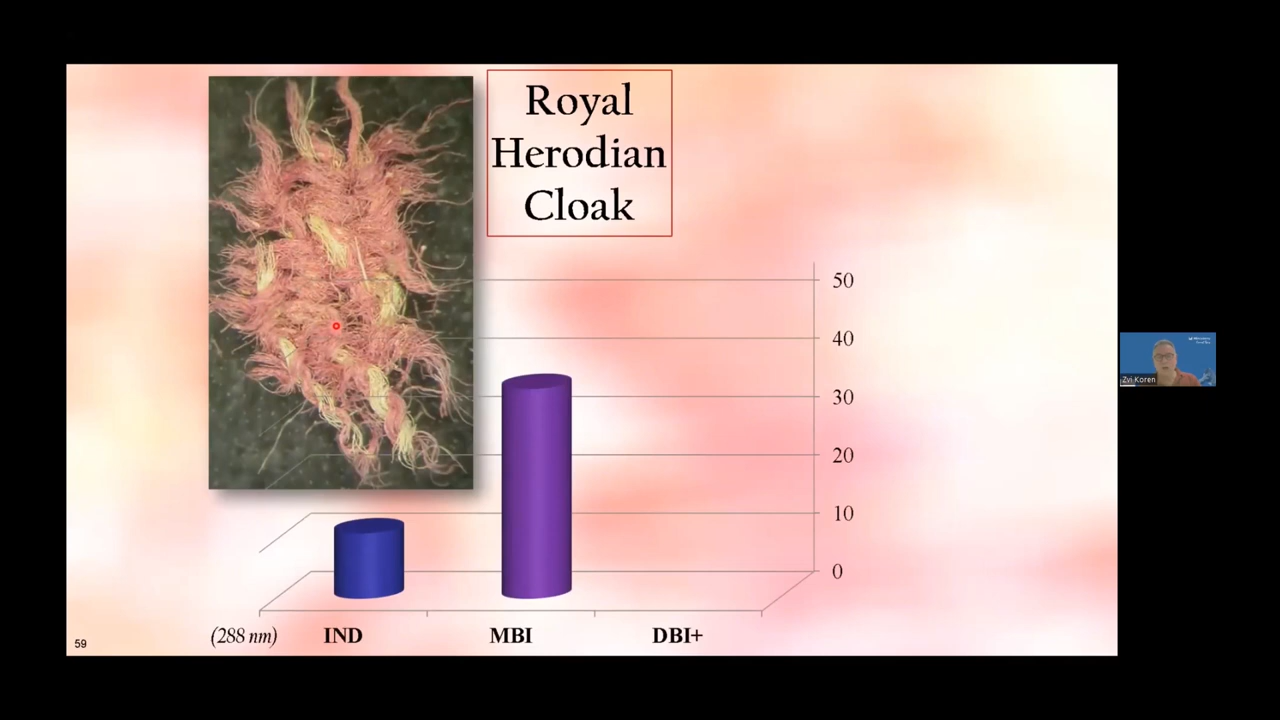 Royal
Herodian
Cloak
50
40
30
20
10
0
(288 nm) IND MBI DBI+
59
Zvi Koren